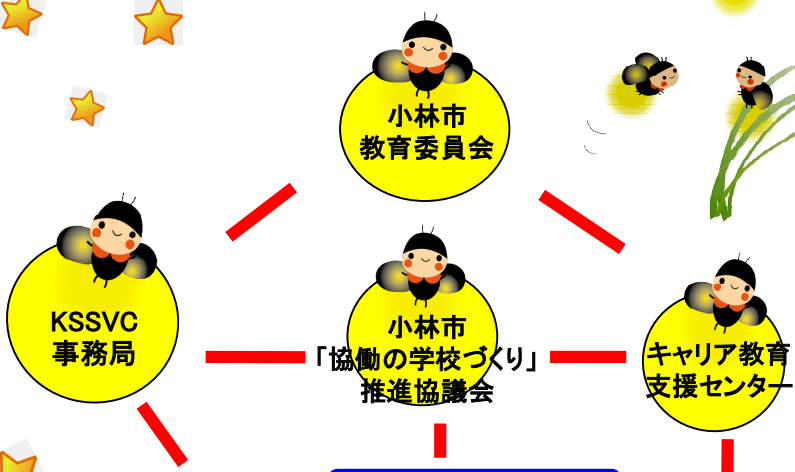 小林市
教育委員会
KSSVC
事務局
小林市
「協働の学校づくり」
推進協議会
キャリア教育
支援センター